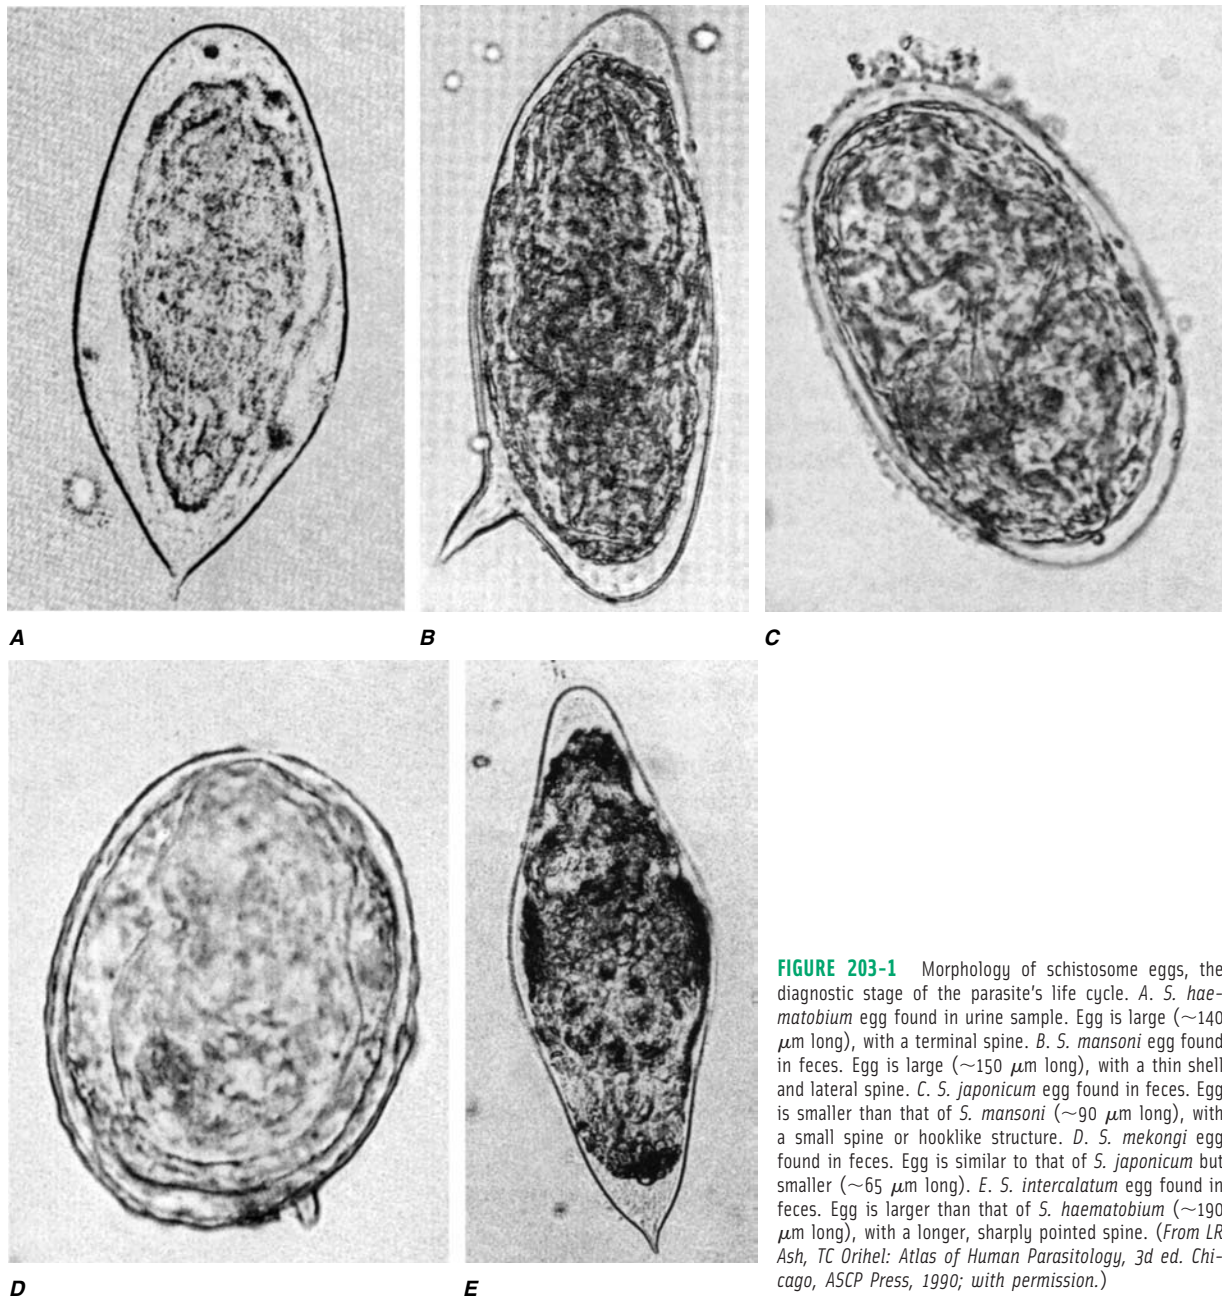 A
B
C
D
E
FIGURE 203-1 Morphology of schistosome eggs, the
diagnostic stage of the parasite's life cycle. A. S. hae-
matobium egg found in urine sample. Egg is large (~140
μm long), with a terminal spine. B. S. mansoni egg found
in feces. Egg is large (~150 μm long), with a thin shell
and lateral spine. C. S. japonicum egg found in feces. Egg
is smaller than that of S. mansoni (~90 μm long), with
a small spine or hooklike structure. D. S. mekongi egg
found in feces. Egg is similar to that of S. japonicum but
smaller (~65 μm long). E. S. intercalatum egg found in
feces. Egg is larger than that of S. haematobium (~190
μm long), with a longer, sharply pointed spine. (From LR
Ash, TC Orihel: Atlas of Human Parasitology, 3d ed. Chi-
cago, ASCP Press, 1990; with permission.)